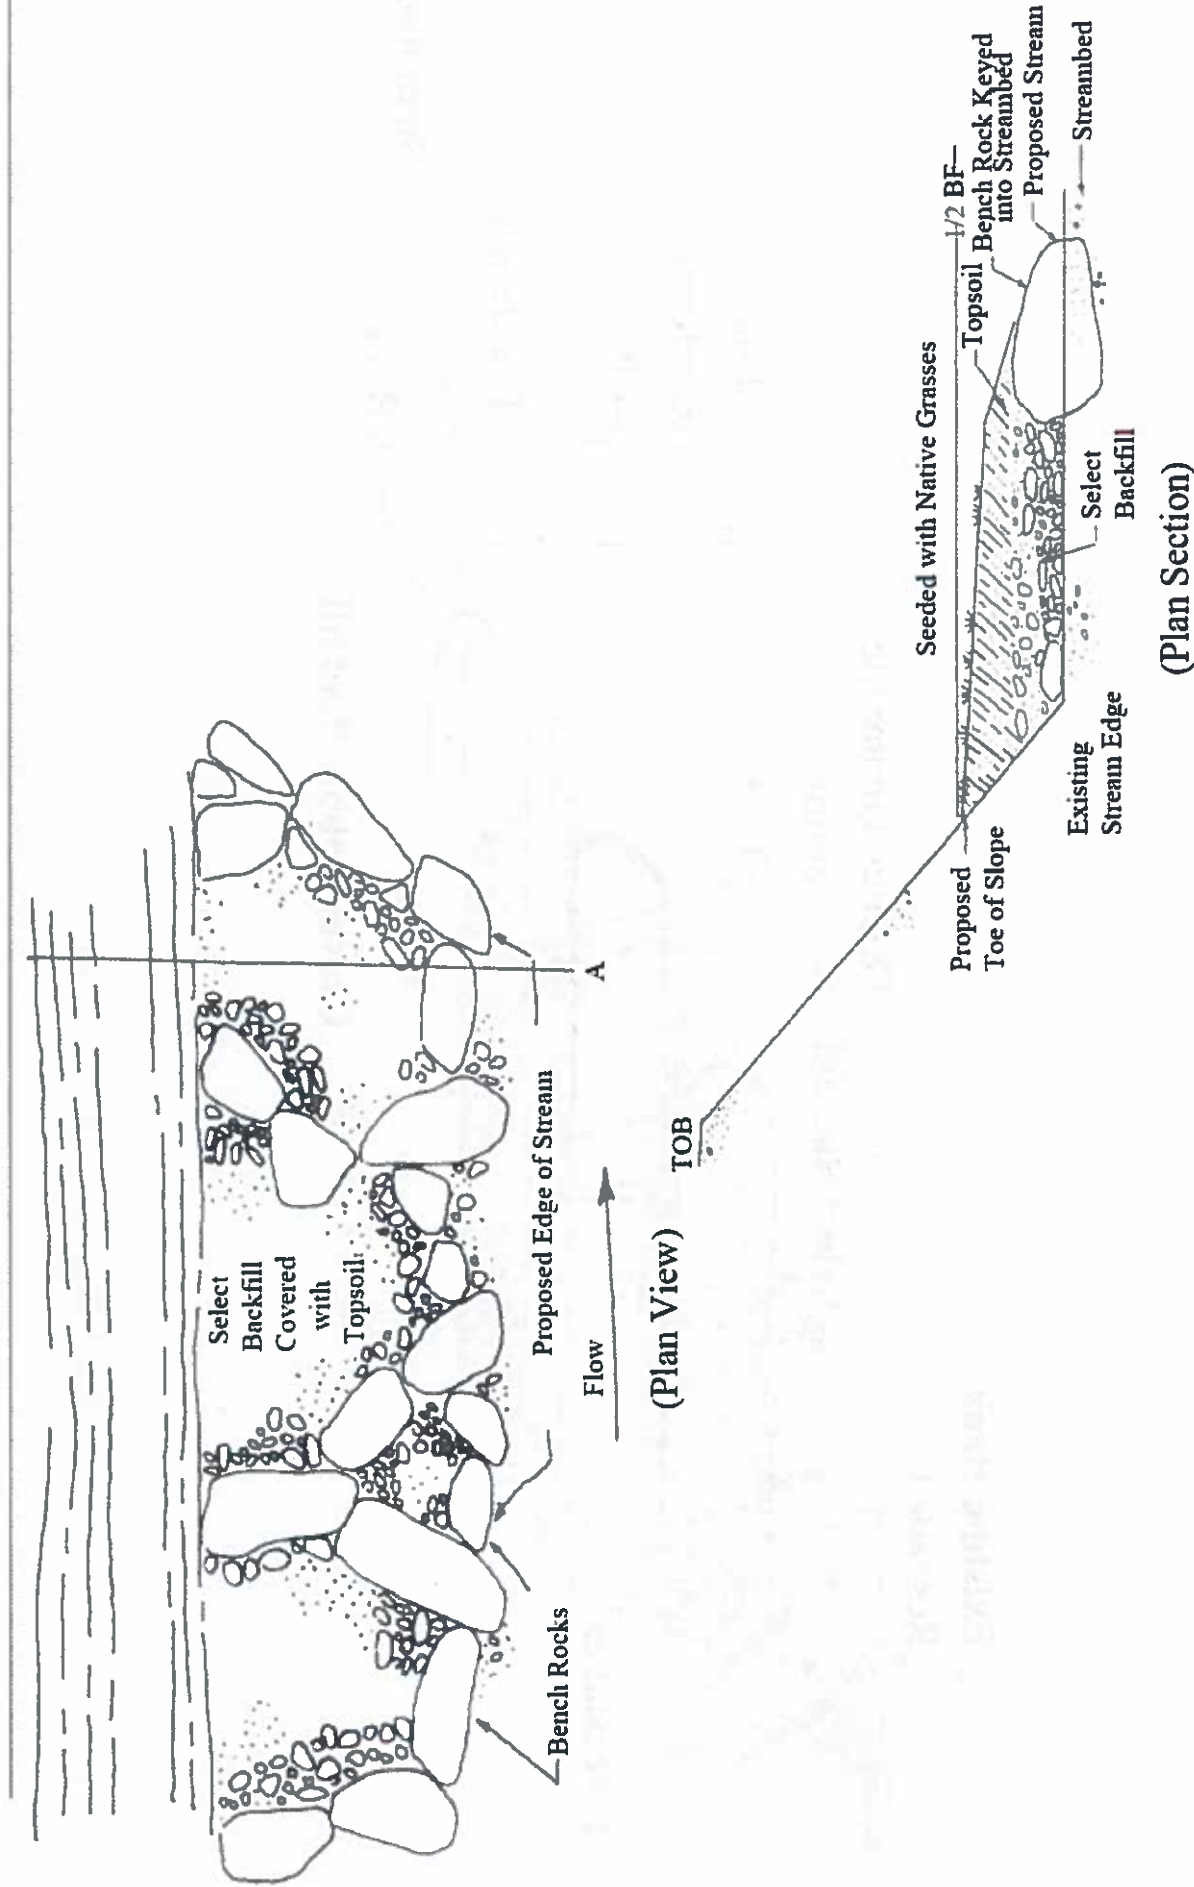 Select
Backfill
Covered
with
Topsoil
A
Proposed Edge of Stream
Bench Rocks
Flow
(Plan View)
TOB
Seeded with Native Grasses
1/2 BF
Topsoil
Bench Rock Keyed
into Streambed
Proposed Stream
Streambed
Proposed
Toe of Slope
Existing
Stream Edge
Select
Backfill
(Plan Section)